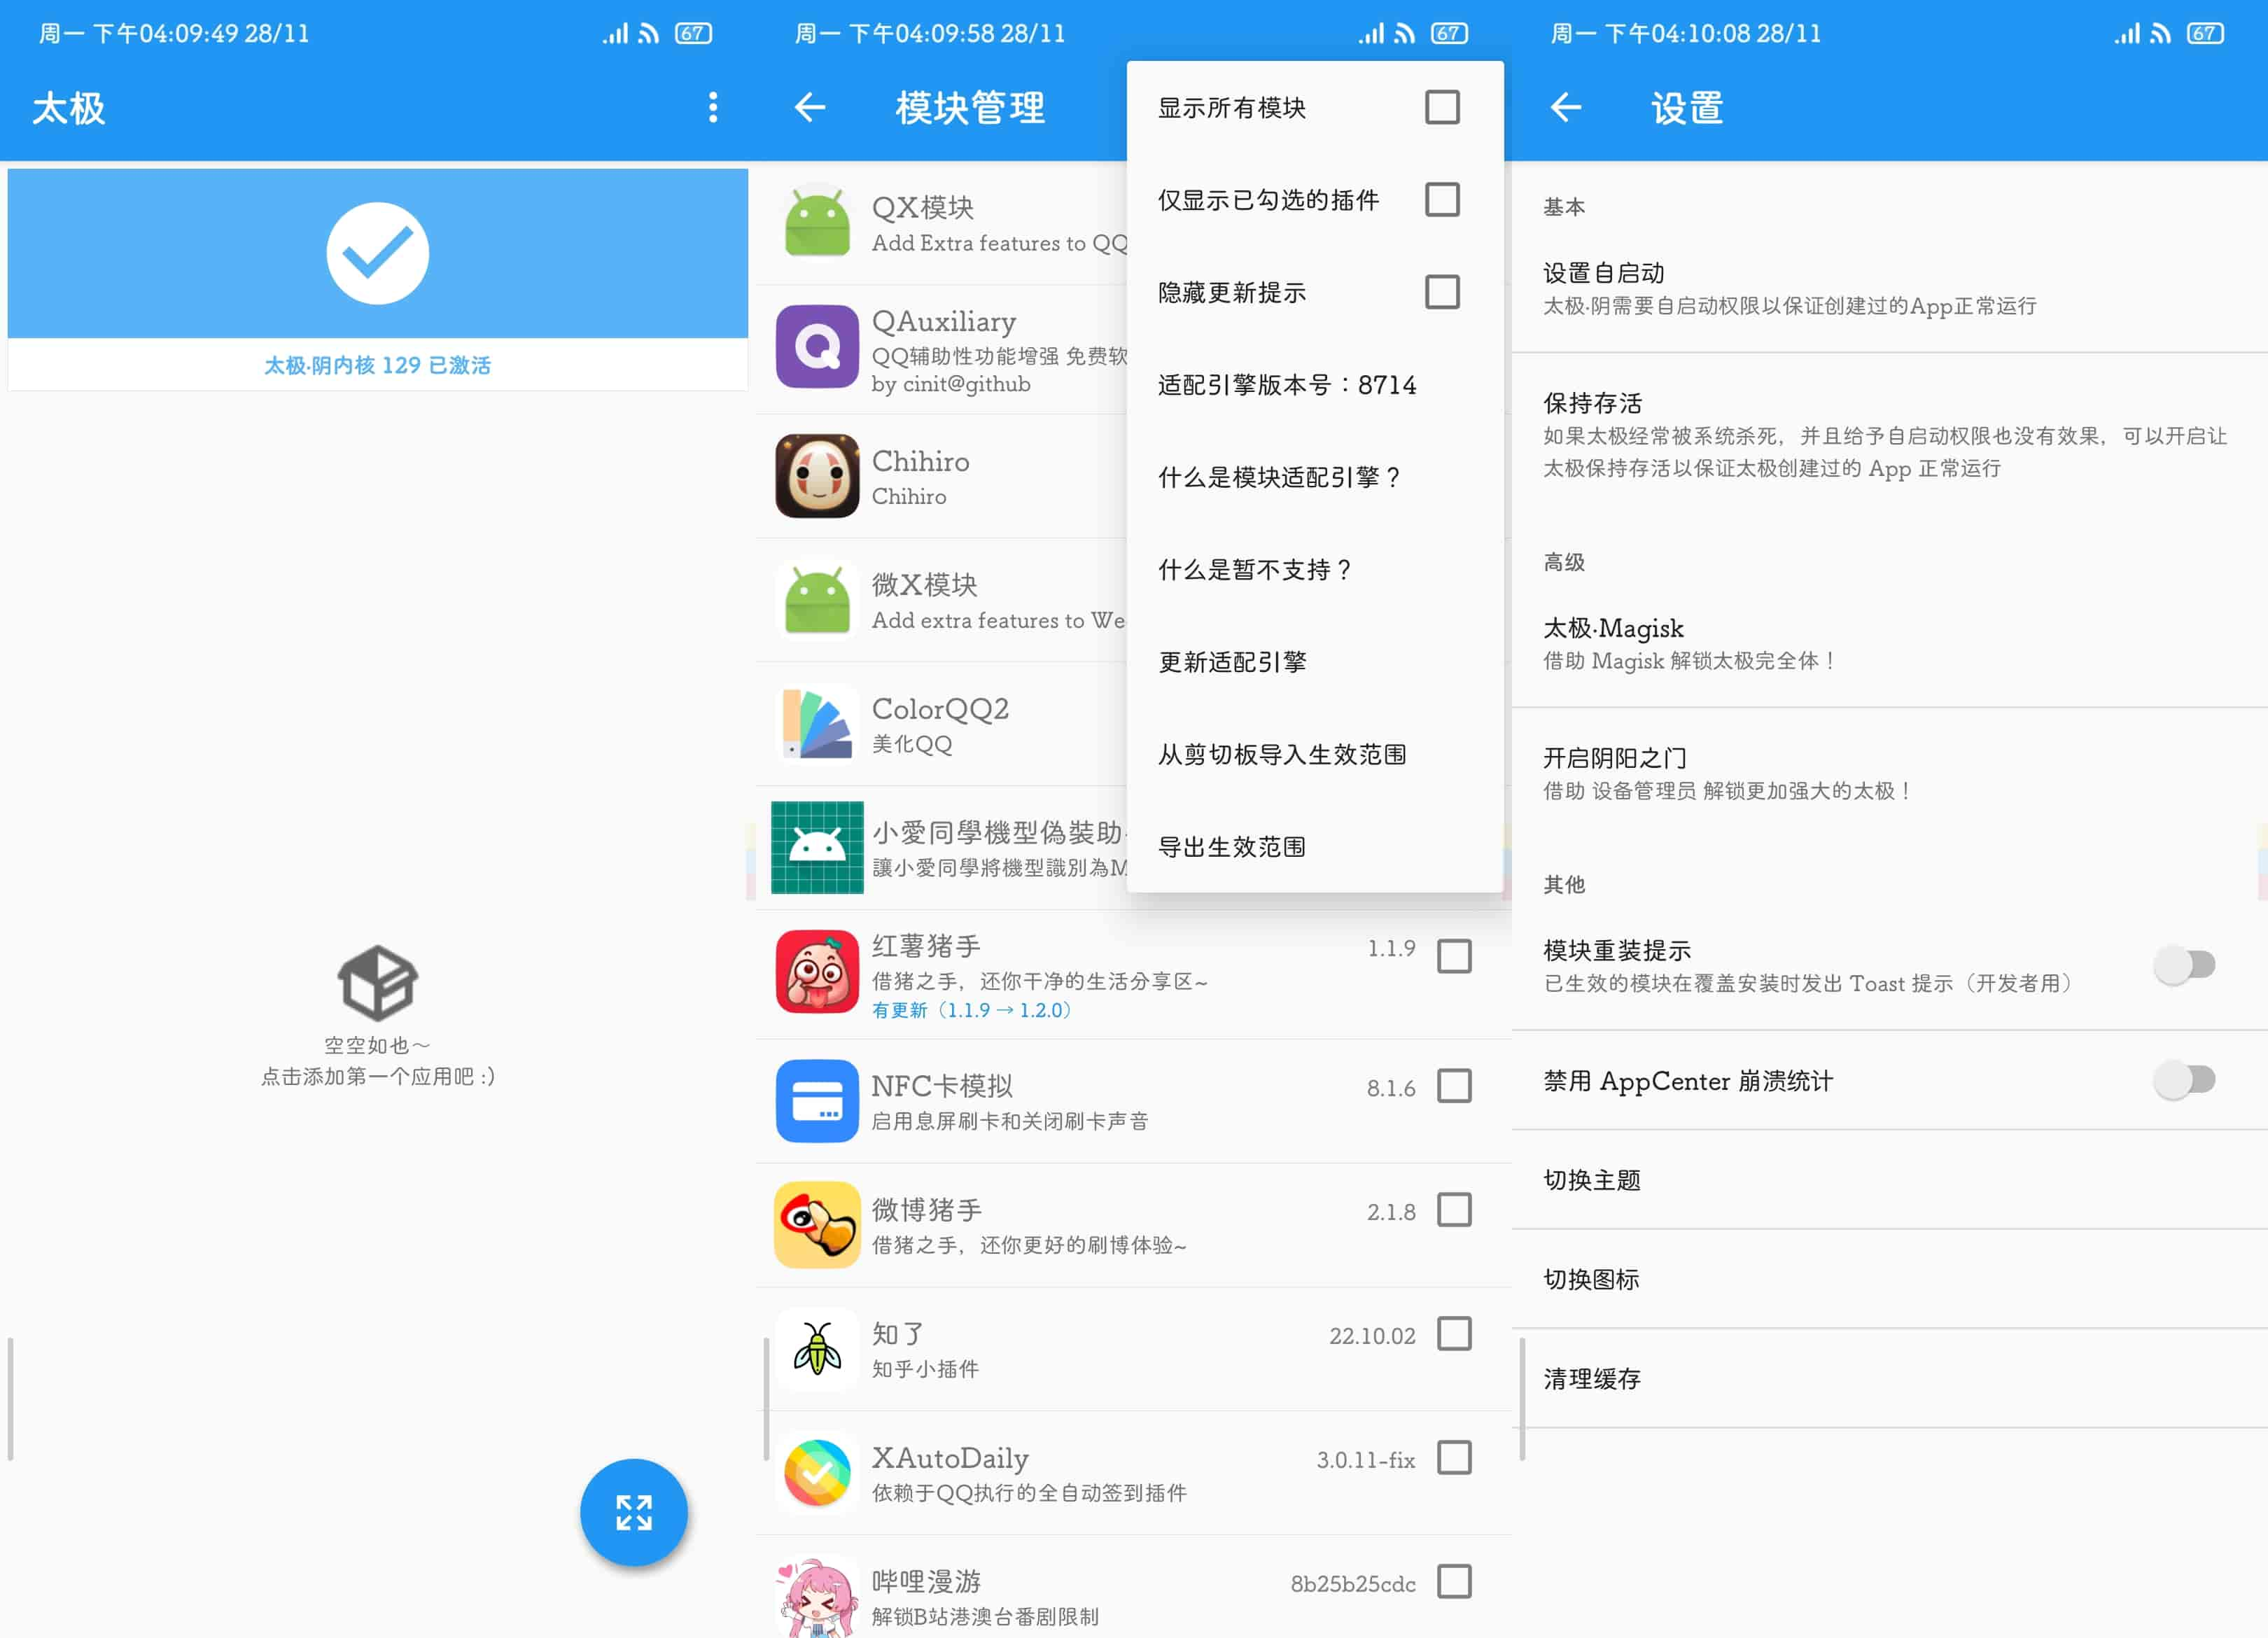 周一 下午04:09:49 28/11
67
太极
太极·阴内核 129 已激活
空空如也～
点击添加第一个应用吧 :)
周一 下午04:09:58 28/11
67
模块管理
显示所有模块
仅显示已勾选的插件
隐藏更新提示
适配引擎版本号：8714
什么是模块适配引擎？
什么是暂不支持？
更新适配引擎
从剪切板导入生效范围
导出生效范围
QX模块
Add Extra features to QQ
QAuxiliary
QQ辅助性功能增强 免费软
by cinit@github
Chihiro
Chihiro
微X模块
Add extra features to We
ColorQQ2
美化QQ
小愛同學機型偽裝助
讓小愛同學將機型識別為M
红薯猪手
1.1.9
借猪之手，还你干净的生活分享区~
有更新（1.1.9 → 1.2.0）
NFC卡模拟
8.1.6
启用息屏刷卡和关闭刷卡声音
微博猪手
2.1.8
借猪之手，还你更好的刷博体验~
知了
22.10.02
知乎小插件
XAutoDaily
3.0.11-fix
依赖于QQ执行的全自动签到插件
哔哩漫游
8b25b25cdc
解锁B站港澳台番剧限制
周一 下午04:10:08 28/11
67
设置
基本
设置自启动
太极·阴需要自启动权限以保证创建过的App正常运行
保持存活
如果太极经常被系统杀死，并且给予自启动权限也没有效果，可以开启让
太极保持存活以保证太极创建过的 App 正常运行
高级
太极·Magisk
借助 Magisk 解锁太极完全体！
开启阴阳之门
借助 设备管理员 解锁更加强大的太极！
其他
模块重装提示
已生效的模块在覆盖安装时发出 Toast 提示（开发者用）
禁用 AppCenter 崩溃统计
切换主题
切换图标
清理缓存